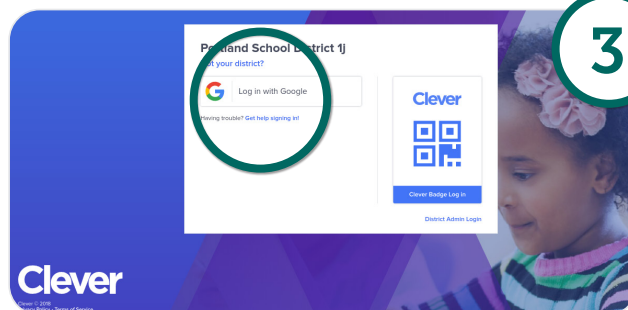 3
Portland School District 1j
Not your district?
Log in with Google
Having trouble? Get help signing in!
Clever
Clever Badge Log in
District Admin Login
Clever
Clever © 2018
Privacy Policy - Terms of Service